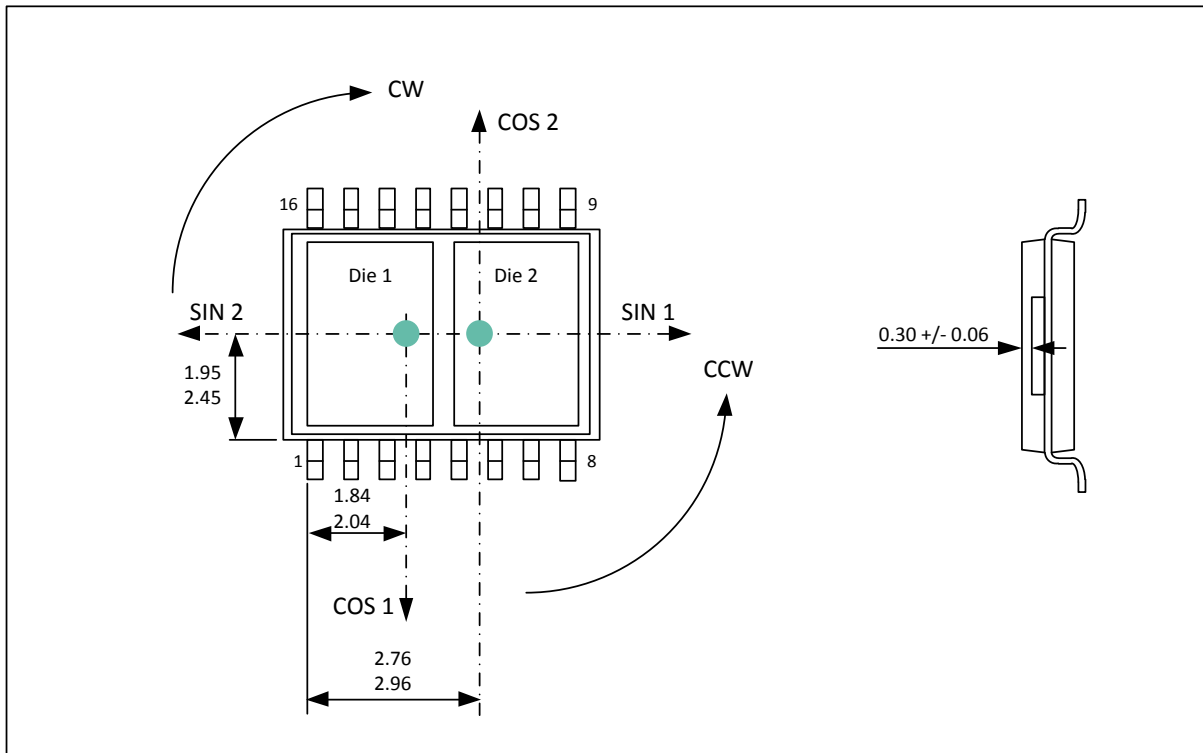 CW
COS 2
16
9
Die 1
Die 2
SIN 2
SIN 1
0.30 +/- 0.06
1.95
2.45
CCW
1
8
1.84
2.04
COS 1
2.76
2.96